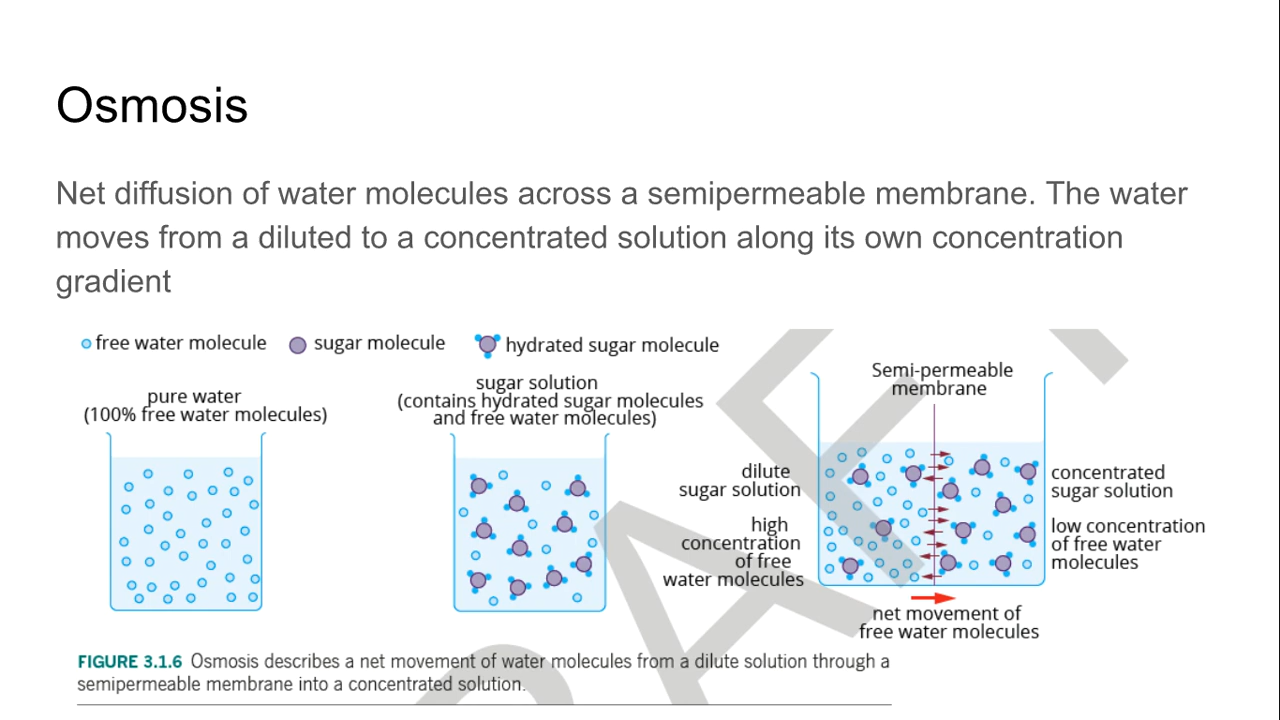 Osmosis
Net diffusion of water molecules across a semipermeable membrane. The water
moves from a diluted to a concentrated solution along its own concentration
gradient
free water molecule
sugar molecule
hydrated sugar molecule
pure water
(100% free water molecules)
sugar solution
(contains hydrated sugar molecules
and free water molecules)
Semi-permeable
membrane
dilute
sugar solution
high
concentration
of free
water molecules
concentrated
sugar solution
low concentration
of free water
molecules
net movement of
free water molecules
FIGURE 3.1.6 Osmosis describes a net movement of water molecules from a dilute solution through a
semipermeable membrane into a concentrated solution.